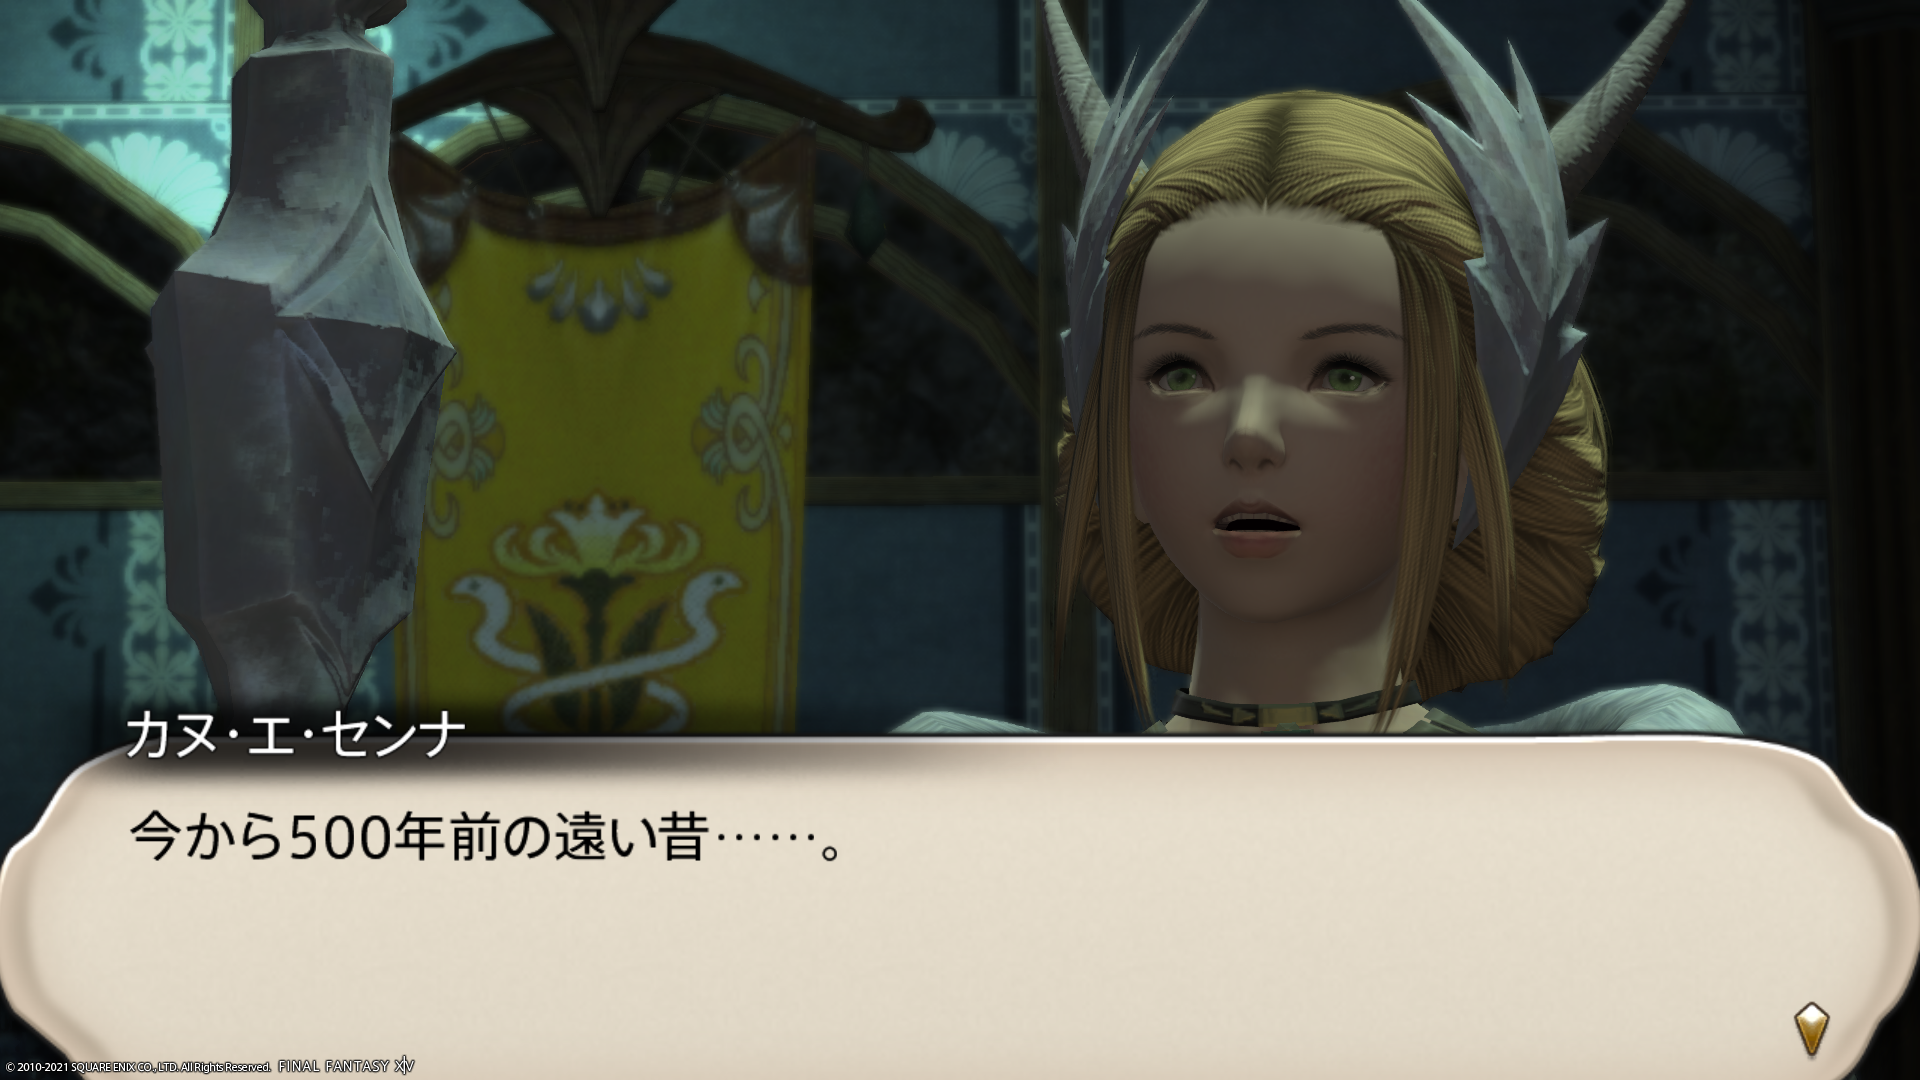 カヌ・エ・センナ
今から500年前の遠い昔……。
© 2010-2021 SQUARE ENIX CO., LTD. All Rights Reserved. FINAL FANTASY XIV